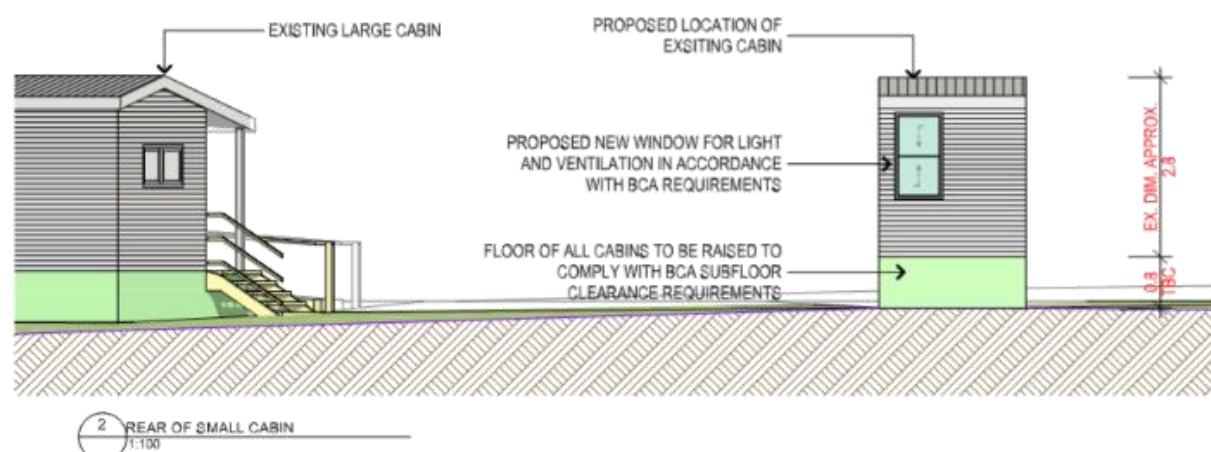 EXISTING LARGE CABIN
PROPOSED LOCATION OF
EXSITING CABIN
PROPOSED NEW WINDOW FOR LIGHT
AND VENTILATION IN ACCORDANCE
WITH BCA REQUIREMENTS
FLOOR OF ALL CABINS TO BE RAISED TO
COMPLY WITH BCA SUBFLOOR
CLEARANCE REQUIREMENTS
EX. DIM. APPROX.
2.8
0.8
TBC
2
REAR OF SMALL CABIN
1:100